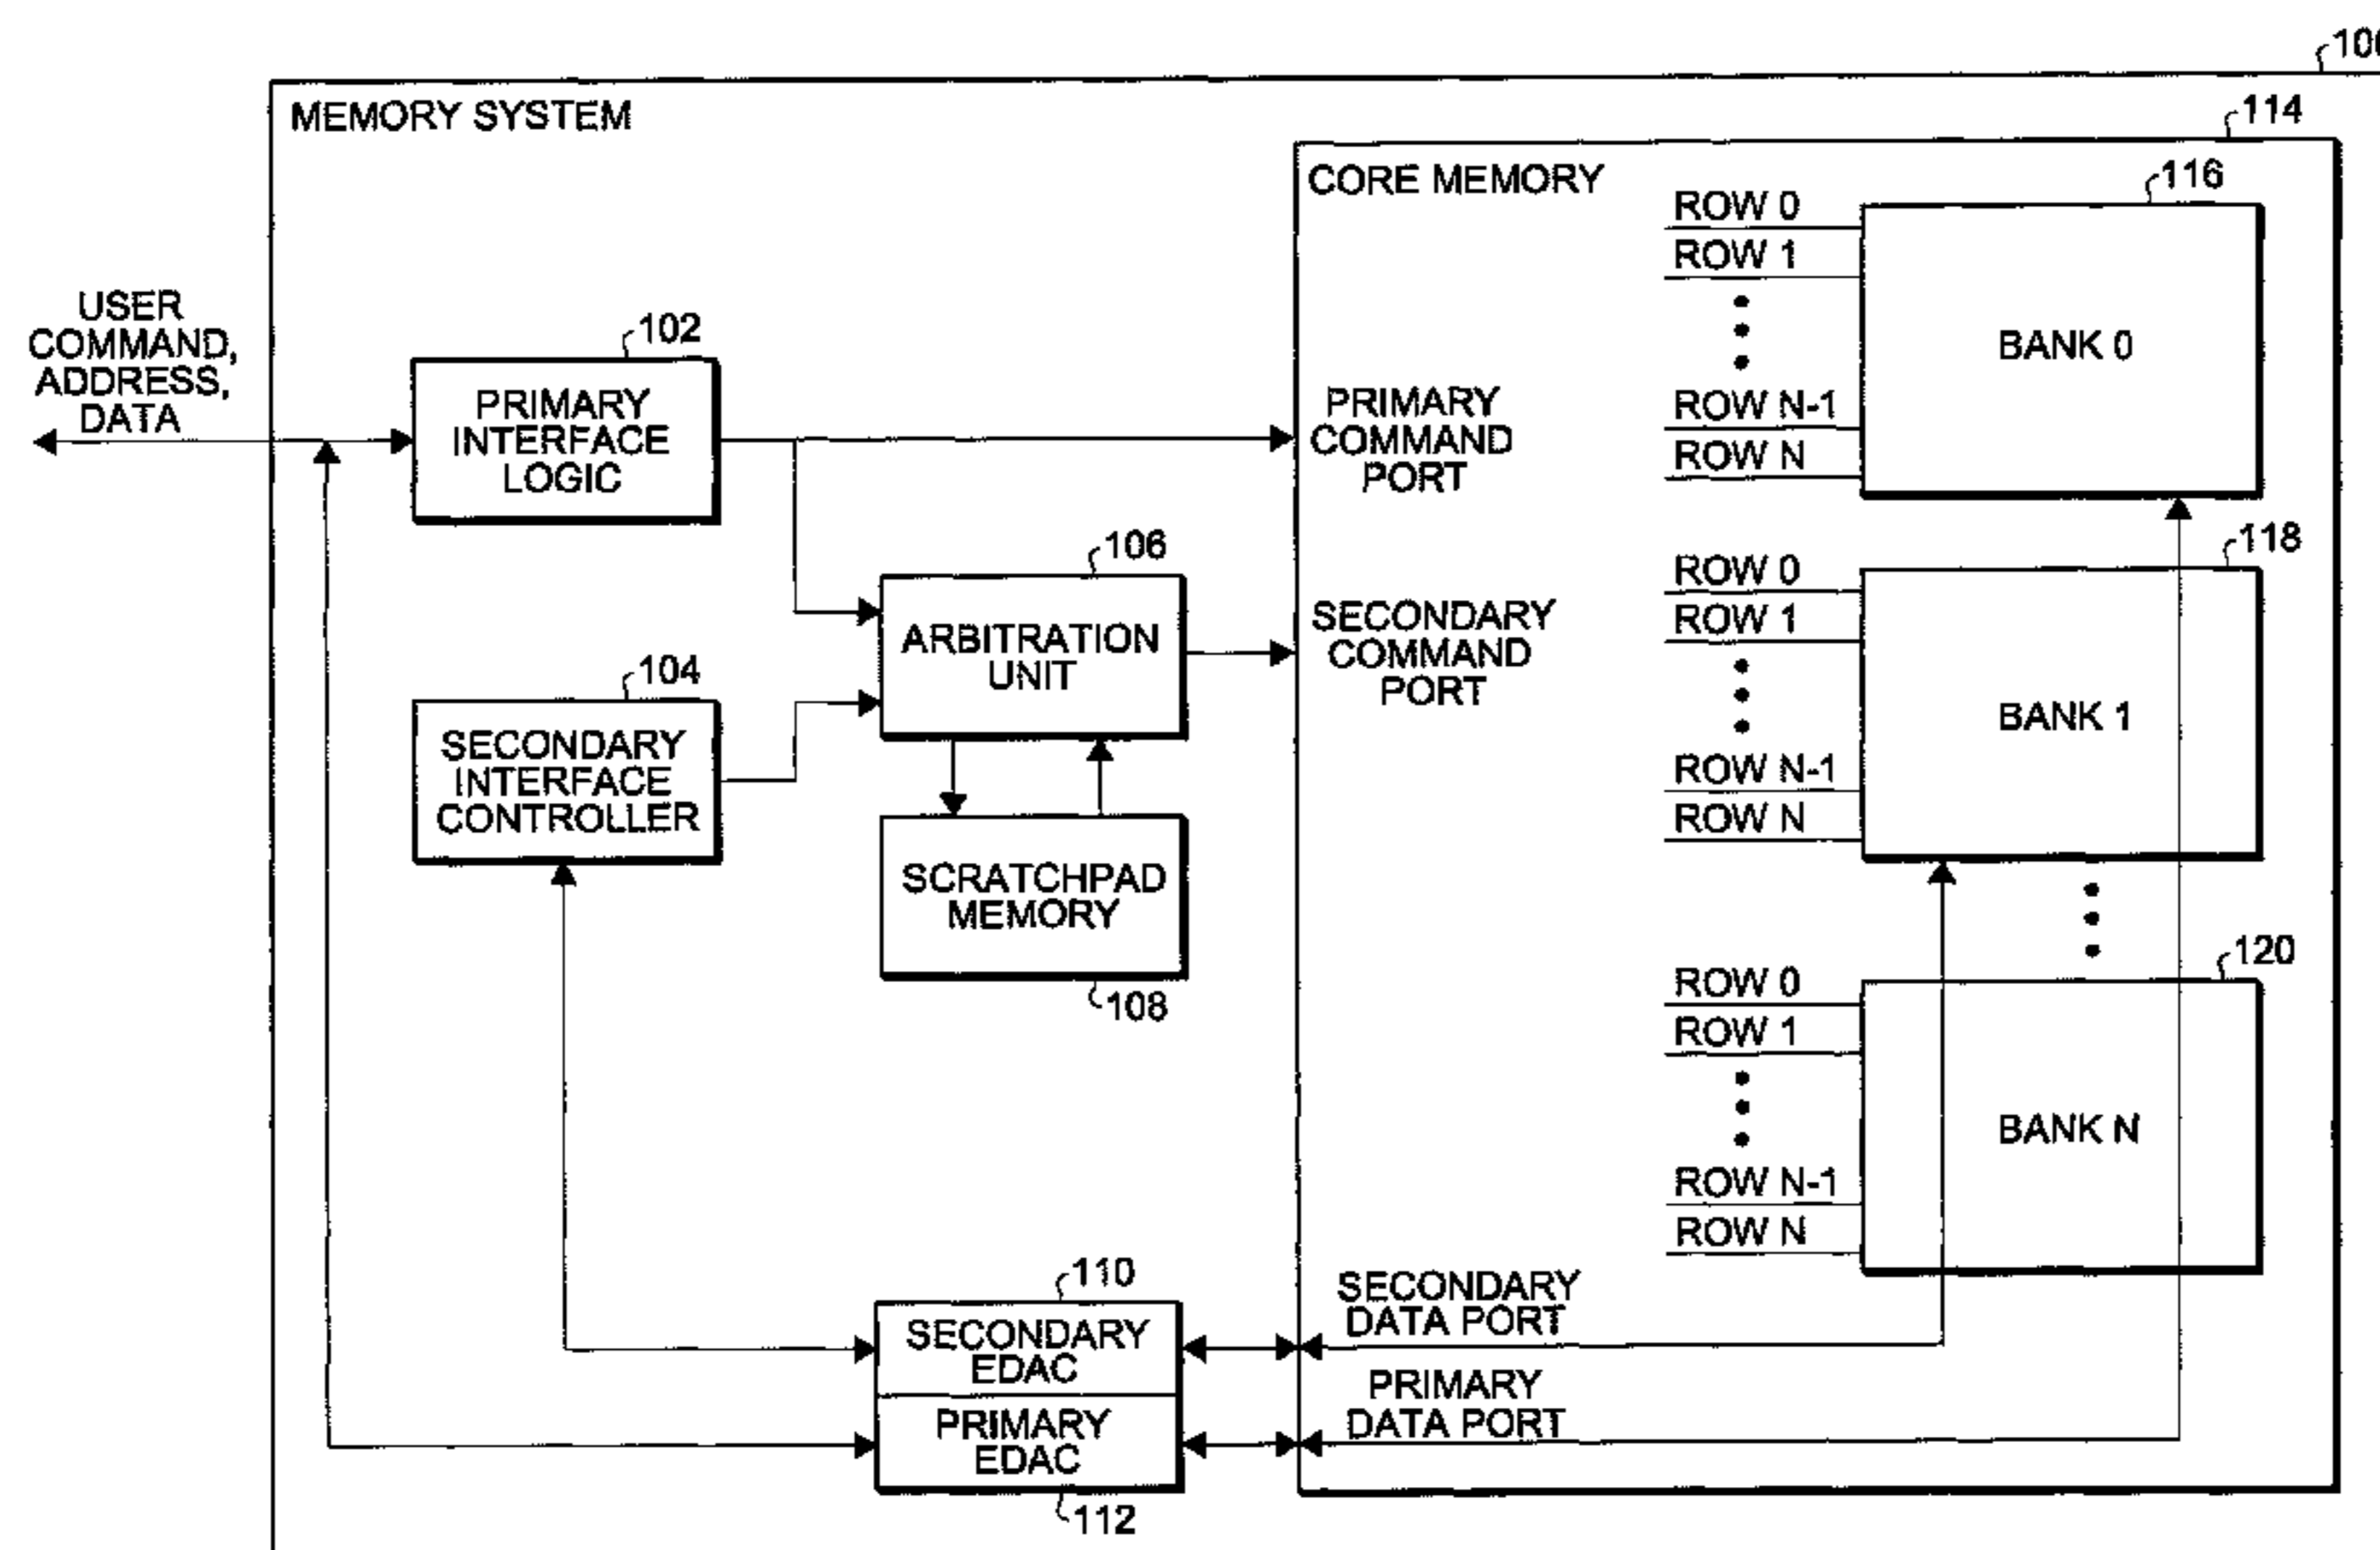 100
MEMORY SYSTEM
114
CORE MEMORY
116
ROW 0
ROW 1
ROW N-1
ROW N
BANK 0
USER
COMMAND,
ADDRESS,
DATA
102
PRIMARY
INTERFACE
LOGIC
PRIMARY
COMMAND
PORT
106
ARBITRATION
UNIT
SECONDARY
COMMAND
PORT
118
ROW 0
ROW 1
ROW N-1
ROW N
BANK 1
104
SECONDARY
INTERFACE
CONTROLLER
SCRATCHPAD
MEMORY
108
120
ROW 0
ROW 1
ROW N-1
ROW N
BANK N
110
SECONDARY
EDAC
PRIMARY
EDAC
112
SECONDARY
DATA PORT
PRIMARY
DATA PORT